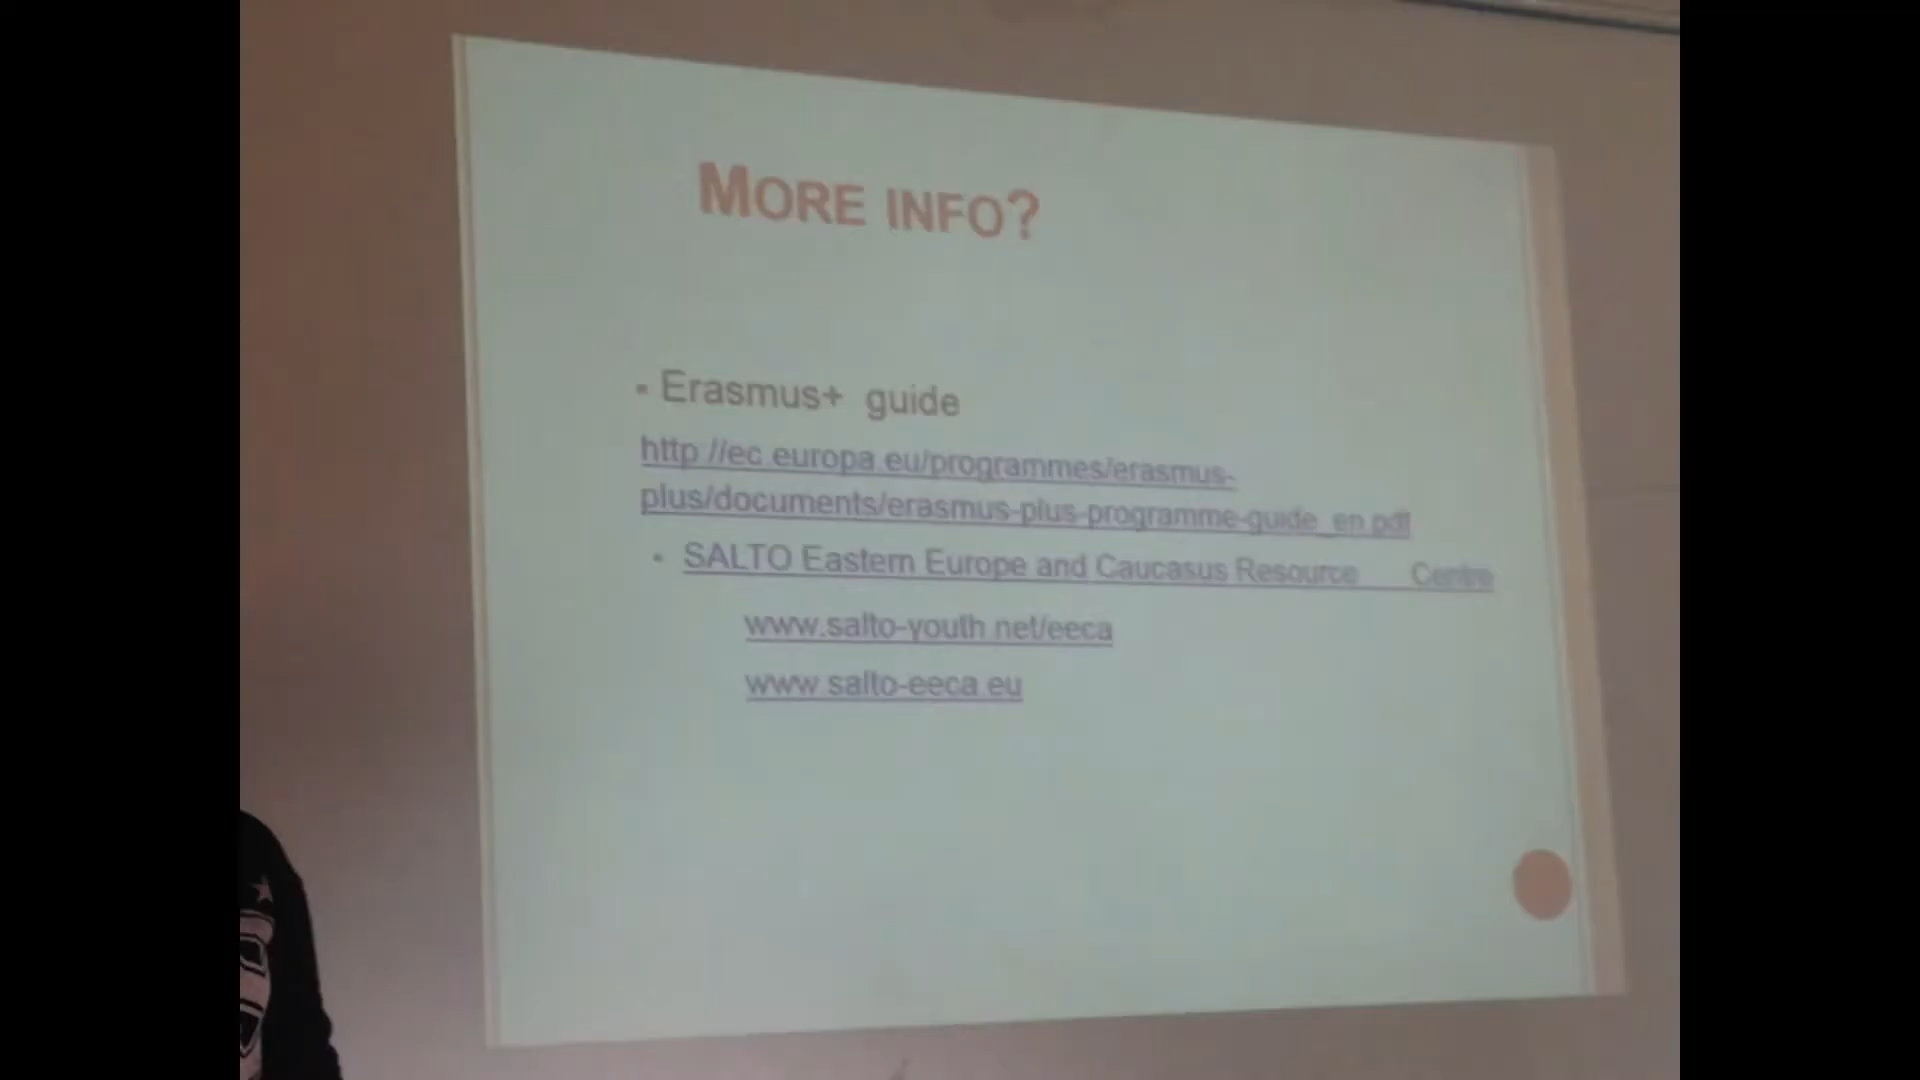 MORE INFO?
▪ Erasmus+ guide
http://ec.europa.eu/programmes/erasmus-
plus/documents/erasmus-plus-programme-guide_en.pdf
• SALTO Eastern Europe and Caucasus Resource Centre
www.salto-youth.net/eeca
www.salto-eeca.eu